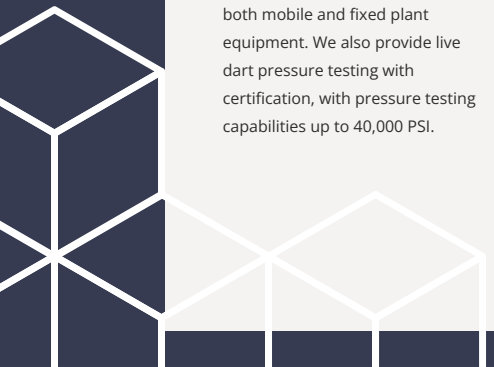 both mobile and fixed plant
equipment. We also provide live
dart pressure testing with
certification, with pressure testing
capabilities up to 40,000 PSI.